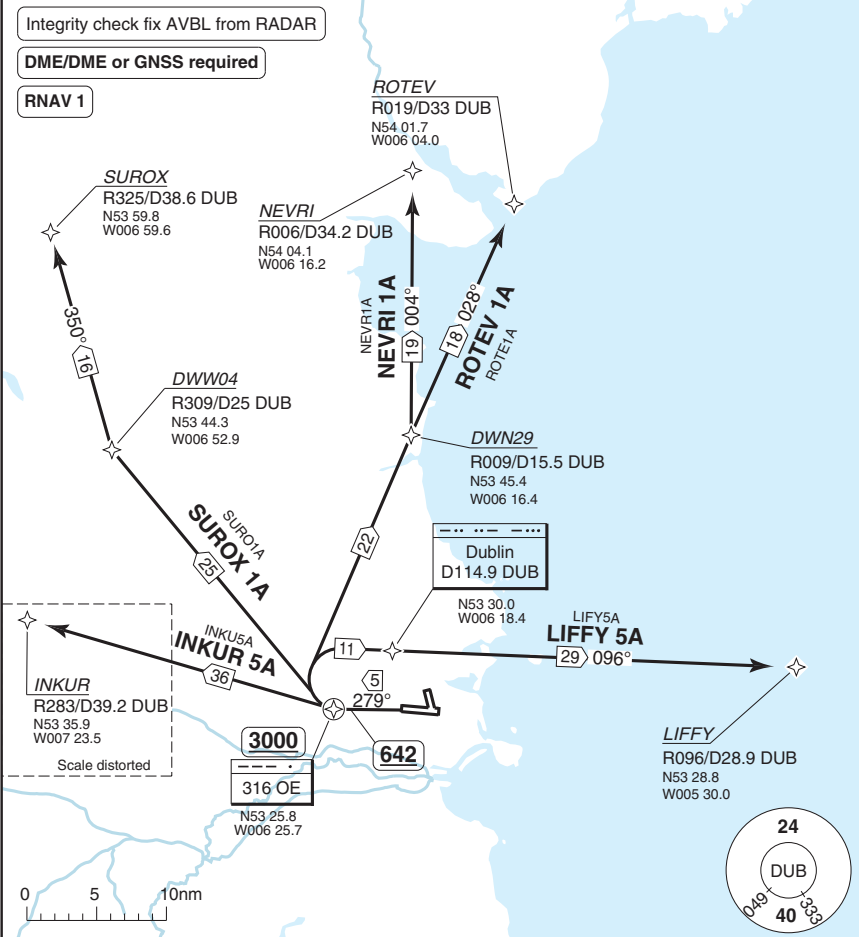 Integrity check fix AVBL from RADAR
DME/DME or GNSS required
RNAV 1
ROTEV
R019/D33 DUB
N54 01.7
W006 04.0
SUROX
R325/D38.6 DUB
N53 59.8
W006 59.6
NEVRI
R006/D34.2 DUB
N54 04.1
W006 16.2
350°
16
NEVR1A
NEVRI 1A
19
004°
18
028°
ROTEV 1A
ROTE1A
DWW04
R309/D25 DUB
N53 44.3
W006 52.9
DWN29
R009/D15.5 DUB
N53 45.4
W006 16.4
SURO1A
SUROX 1A
25
22
Dublin
D114.9 DUB
N53 30.0
W006 18.4
INKU5A
INKUR 5A
36
11
LIFY5A
LIFFY 5A
29
096°
5
279°
INKUR
R283/D39.2 DUB
N53 35.9
W007 23.5
Scale distorted
3000
642
316 OE
N53 25.8
W006 25.7
LIFFY
R096/D28.9 DUB
N53 28.8
W005 30.0
24
DUB
049
333
40
0 5 10nm